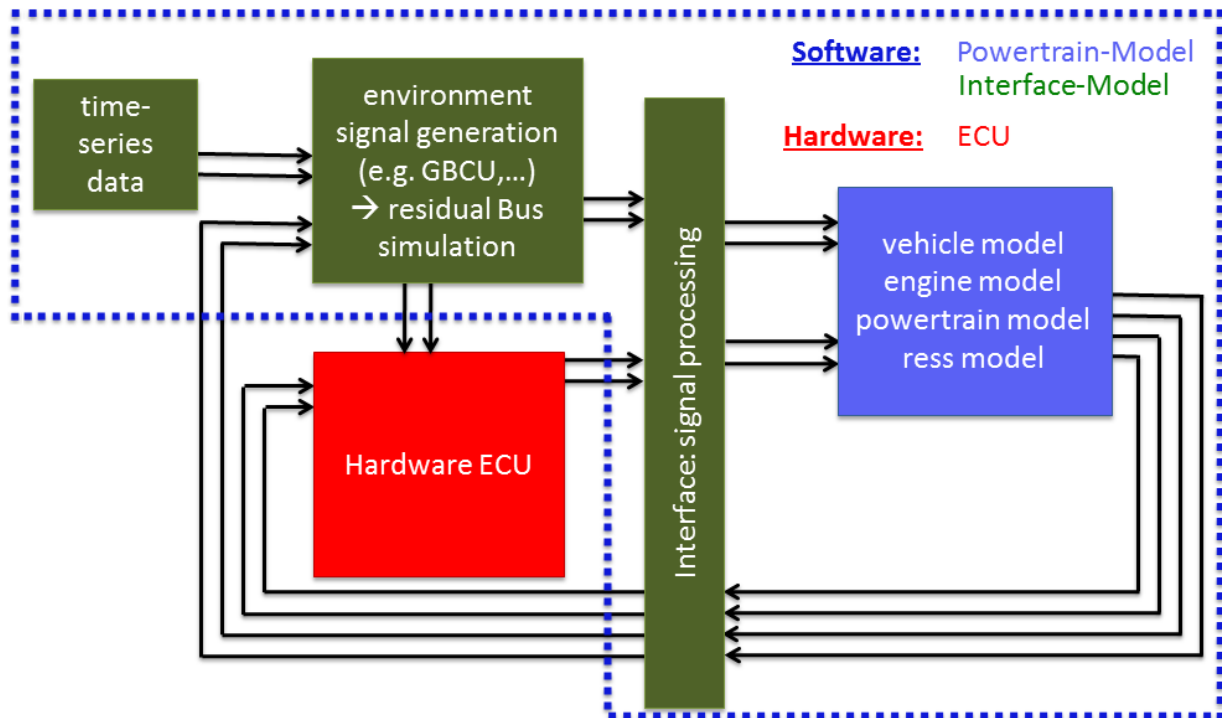 Software: Powertrain-Model
Interface-Model
Hardware: ECU
time-
series
data
environment
signal generation
(e.g. GBCU,...)
→ residual Bus
simulation
Interface: signal processing
vehicle model
engine model
powertrain model
ress model
Hardware ECU